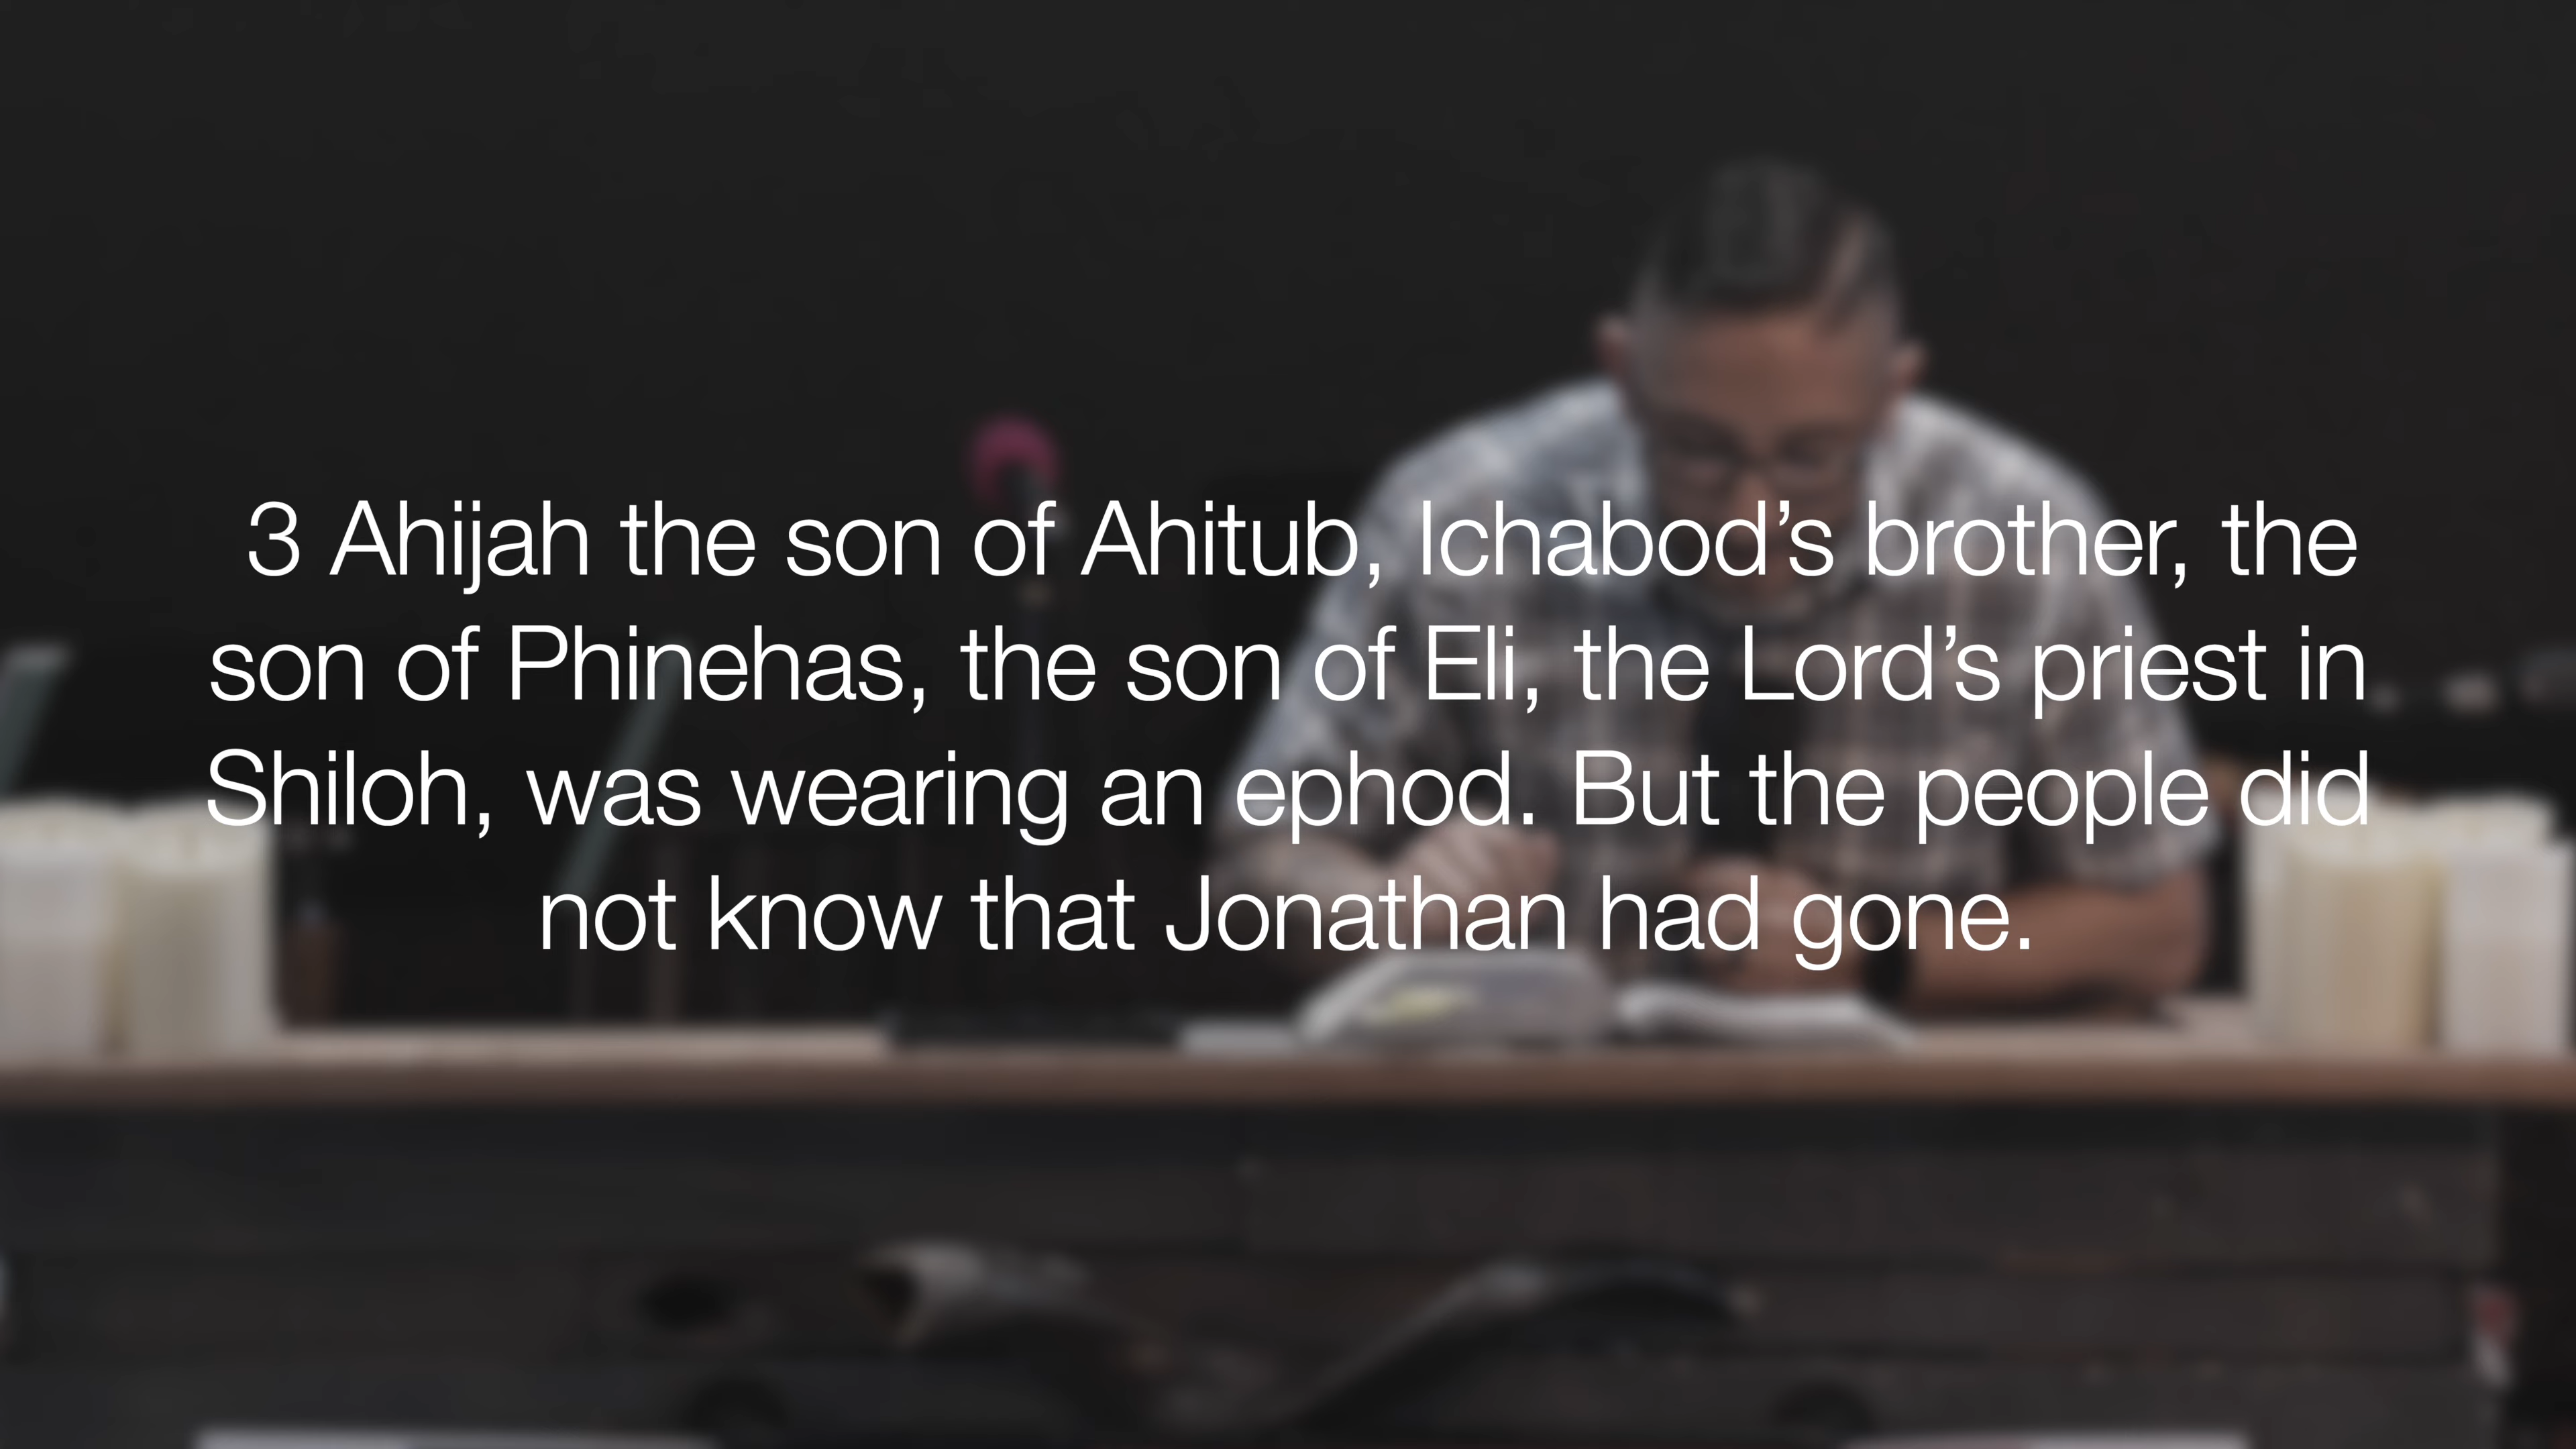 3 Ahijah the son of Ahitub, Ichabod’s brother, the
son of Phinehas, the son of Eli, the Lord’s priest in
Shiloh, was wearing an ephod. But the people did
not know that Jonathan had gone.